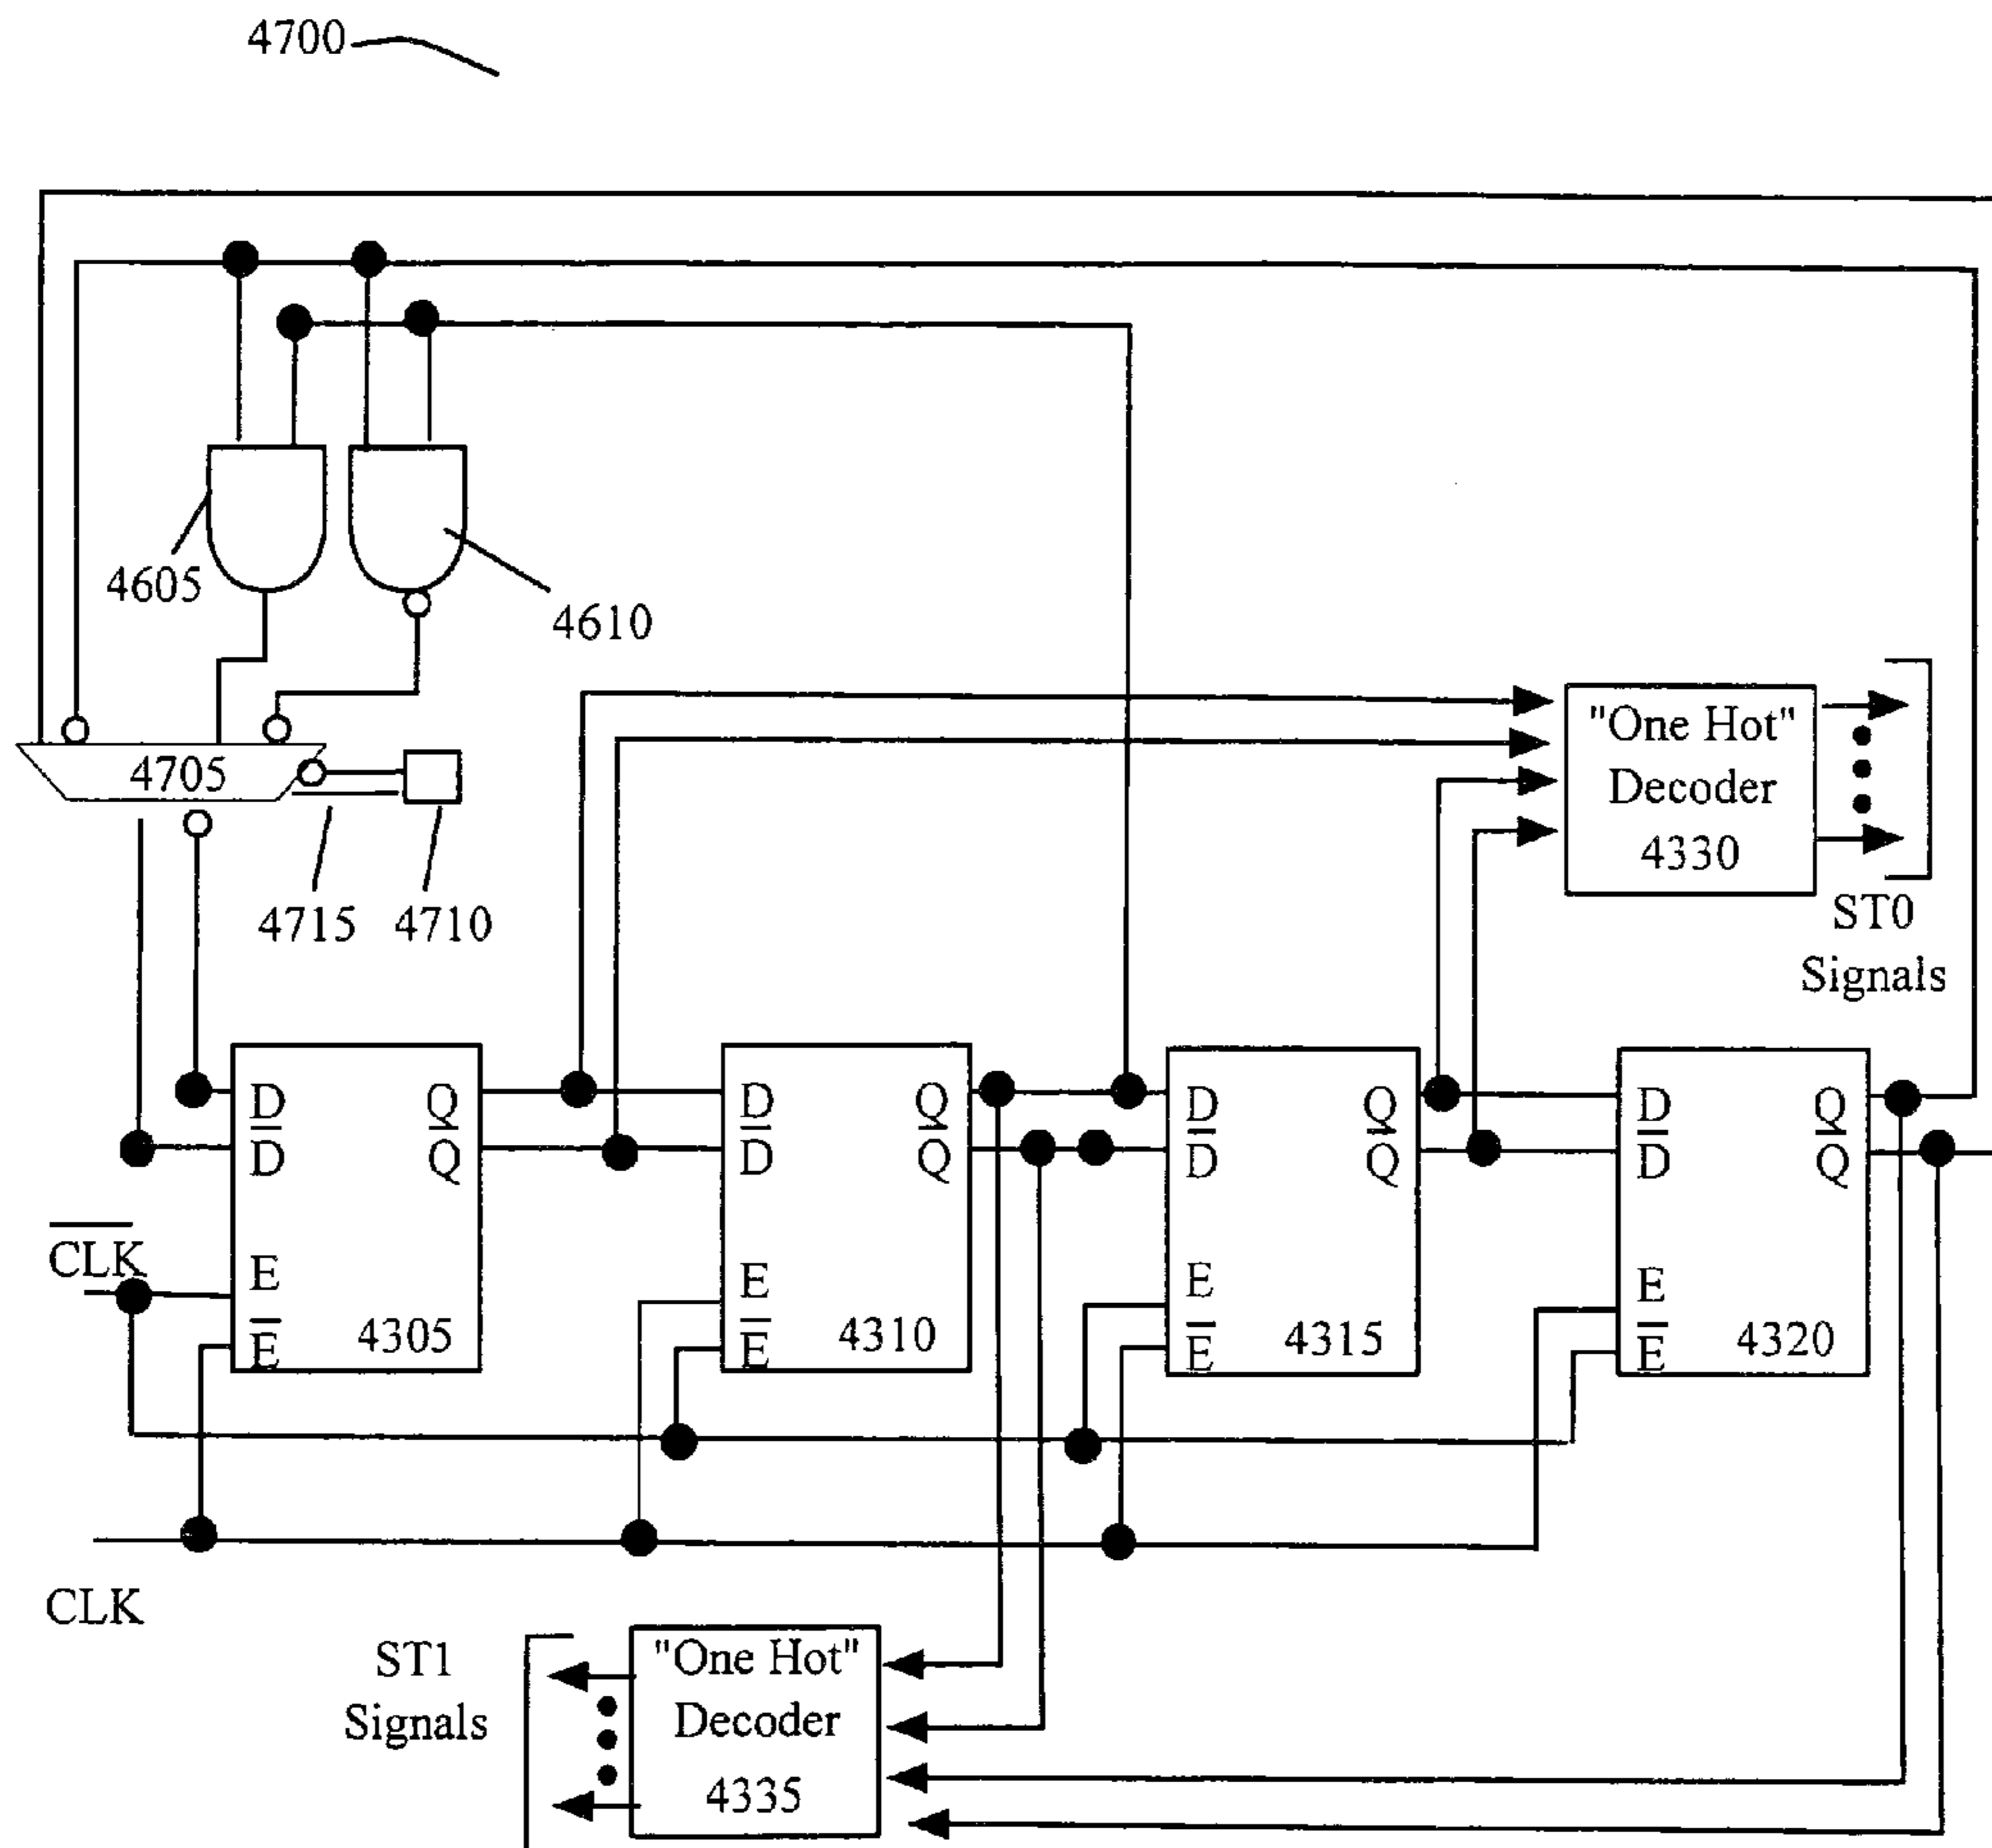 4700
4605
4610
4705
4715
4710
"One Hot"
Decoder
4330
ST0
Signals
D
D̅
Q
Q̅
E
E̅
4305
D
D̅
Q
Q̅
E
E̅
4310
D
D̅
Q
Q̅
E
E̅
4315
D
D̅
Q
Q̅
E
E̅
4320
C̅L̅K̅
CLK
ST1
Signals
"One Hot"
Decoder
4335